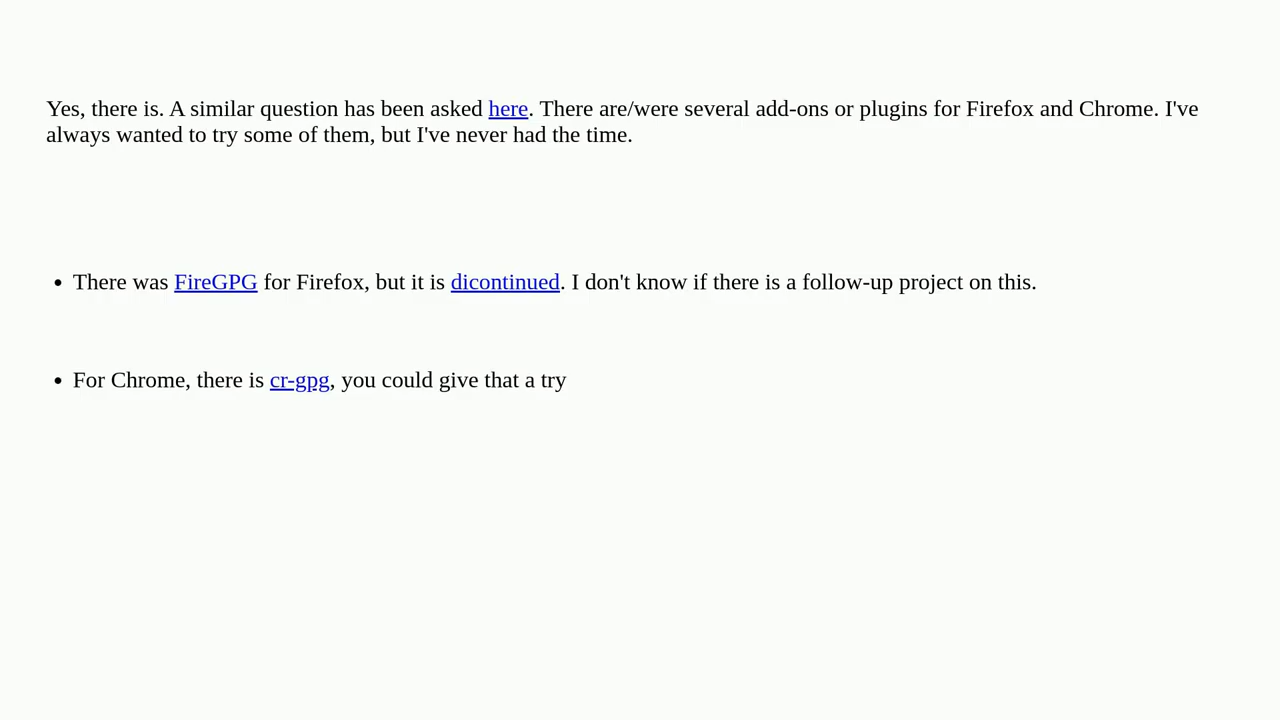 Yes, there is. A similar question has been asked here. There are/were several add-ons or plugins for Firefox and Chrome. I've
always wanted to try some of them, but I've never had the time.
• There was FireGPG for Firefox, but it is dicontinued. I don't know if there is a follow-up project on this.
• For Chrome, there is cr-gpg, you could give that a try